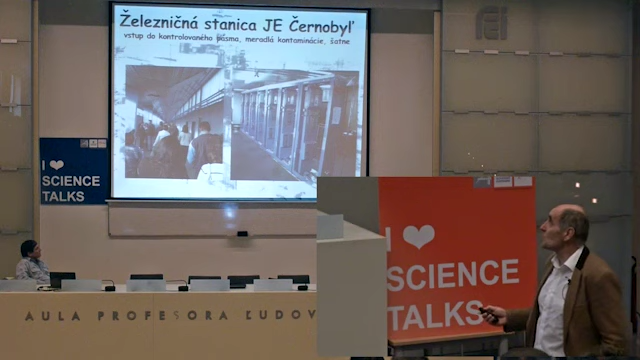 Železničná stanica JE Černobyľ
vstup do kontrolovaného pásma, meradlá kontaminácie, šatne
I ❤
SCIENCE
TALKS
I ❤
SCIENCE
TALKS
AULA PROFESORA ĽUDOV